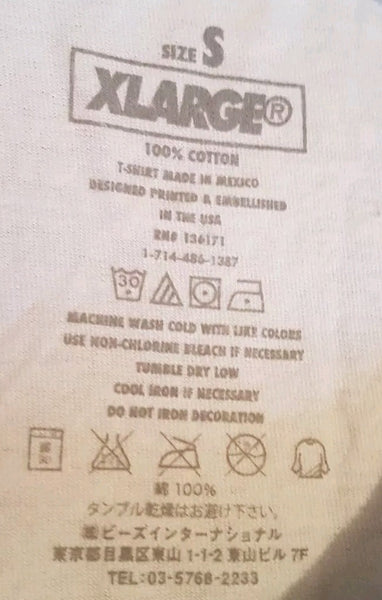 SIZE S
XLARGE®
100% COTTON
T-SHIRT MADE IN MEXICO
DESIGNED PRINTED & EMBELLISHED
IN THE USA
RN# 136171
1-714-486-1387
30
MACHINE WASH COLD WITH LIKE COLORS
USE NON-CHLORINE BLEACH IF NECESSARY
TUMBLE DRY LOW
COOL IRON IF NECESSARY
DO NOT IRON DECORATION
綿 100%
タンブル乾燥はお避け下さい。
㈱ビーズインターナショナル
東京都目黒区東山 1-1-2 東山ビル 7F
TEL:03-5768-2233